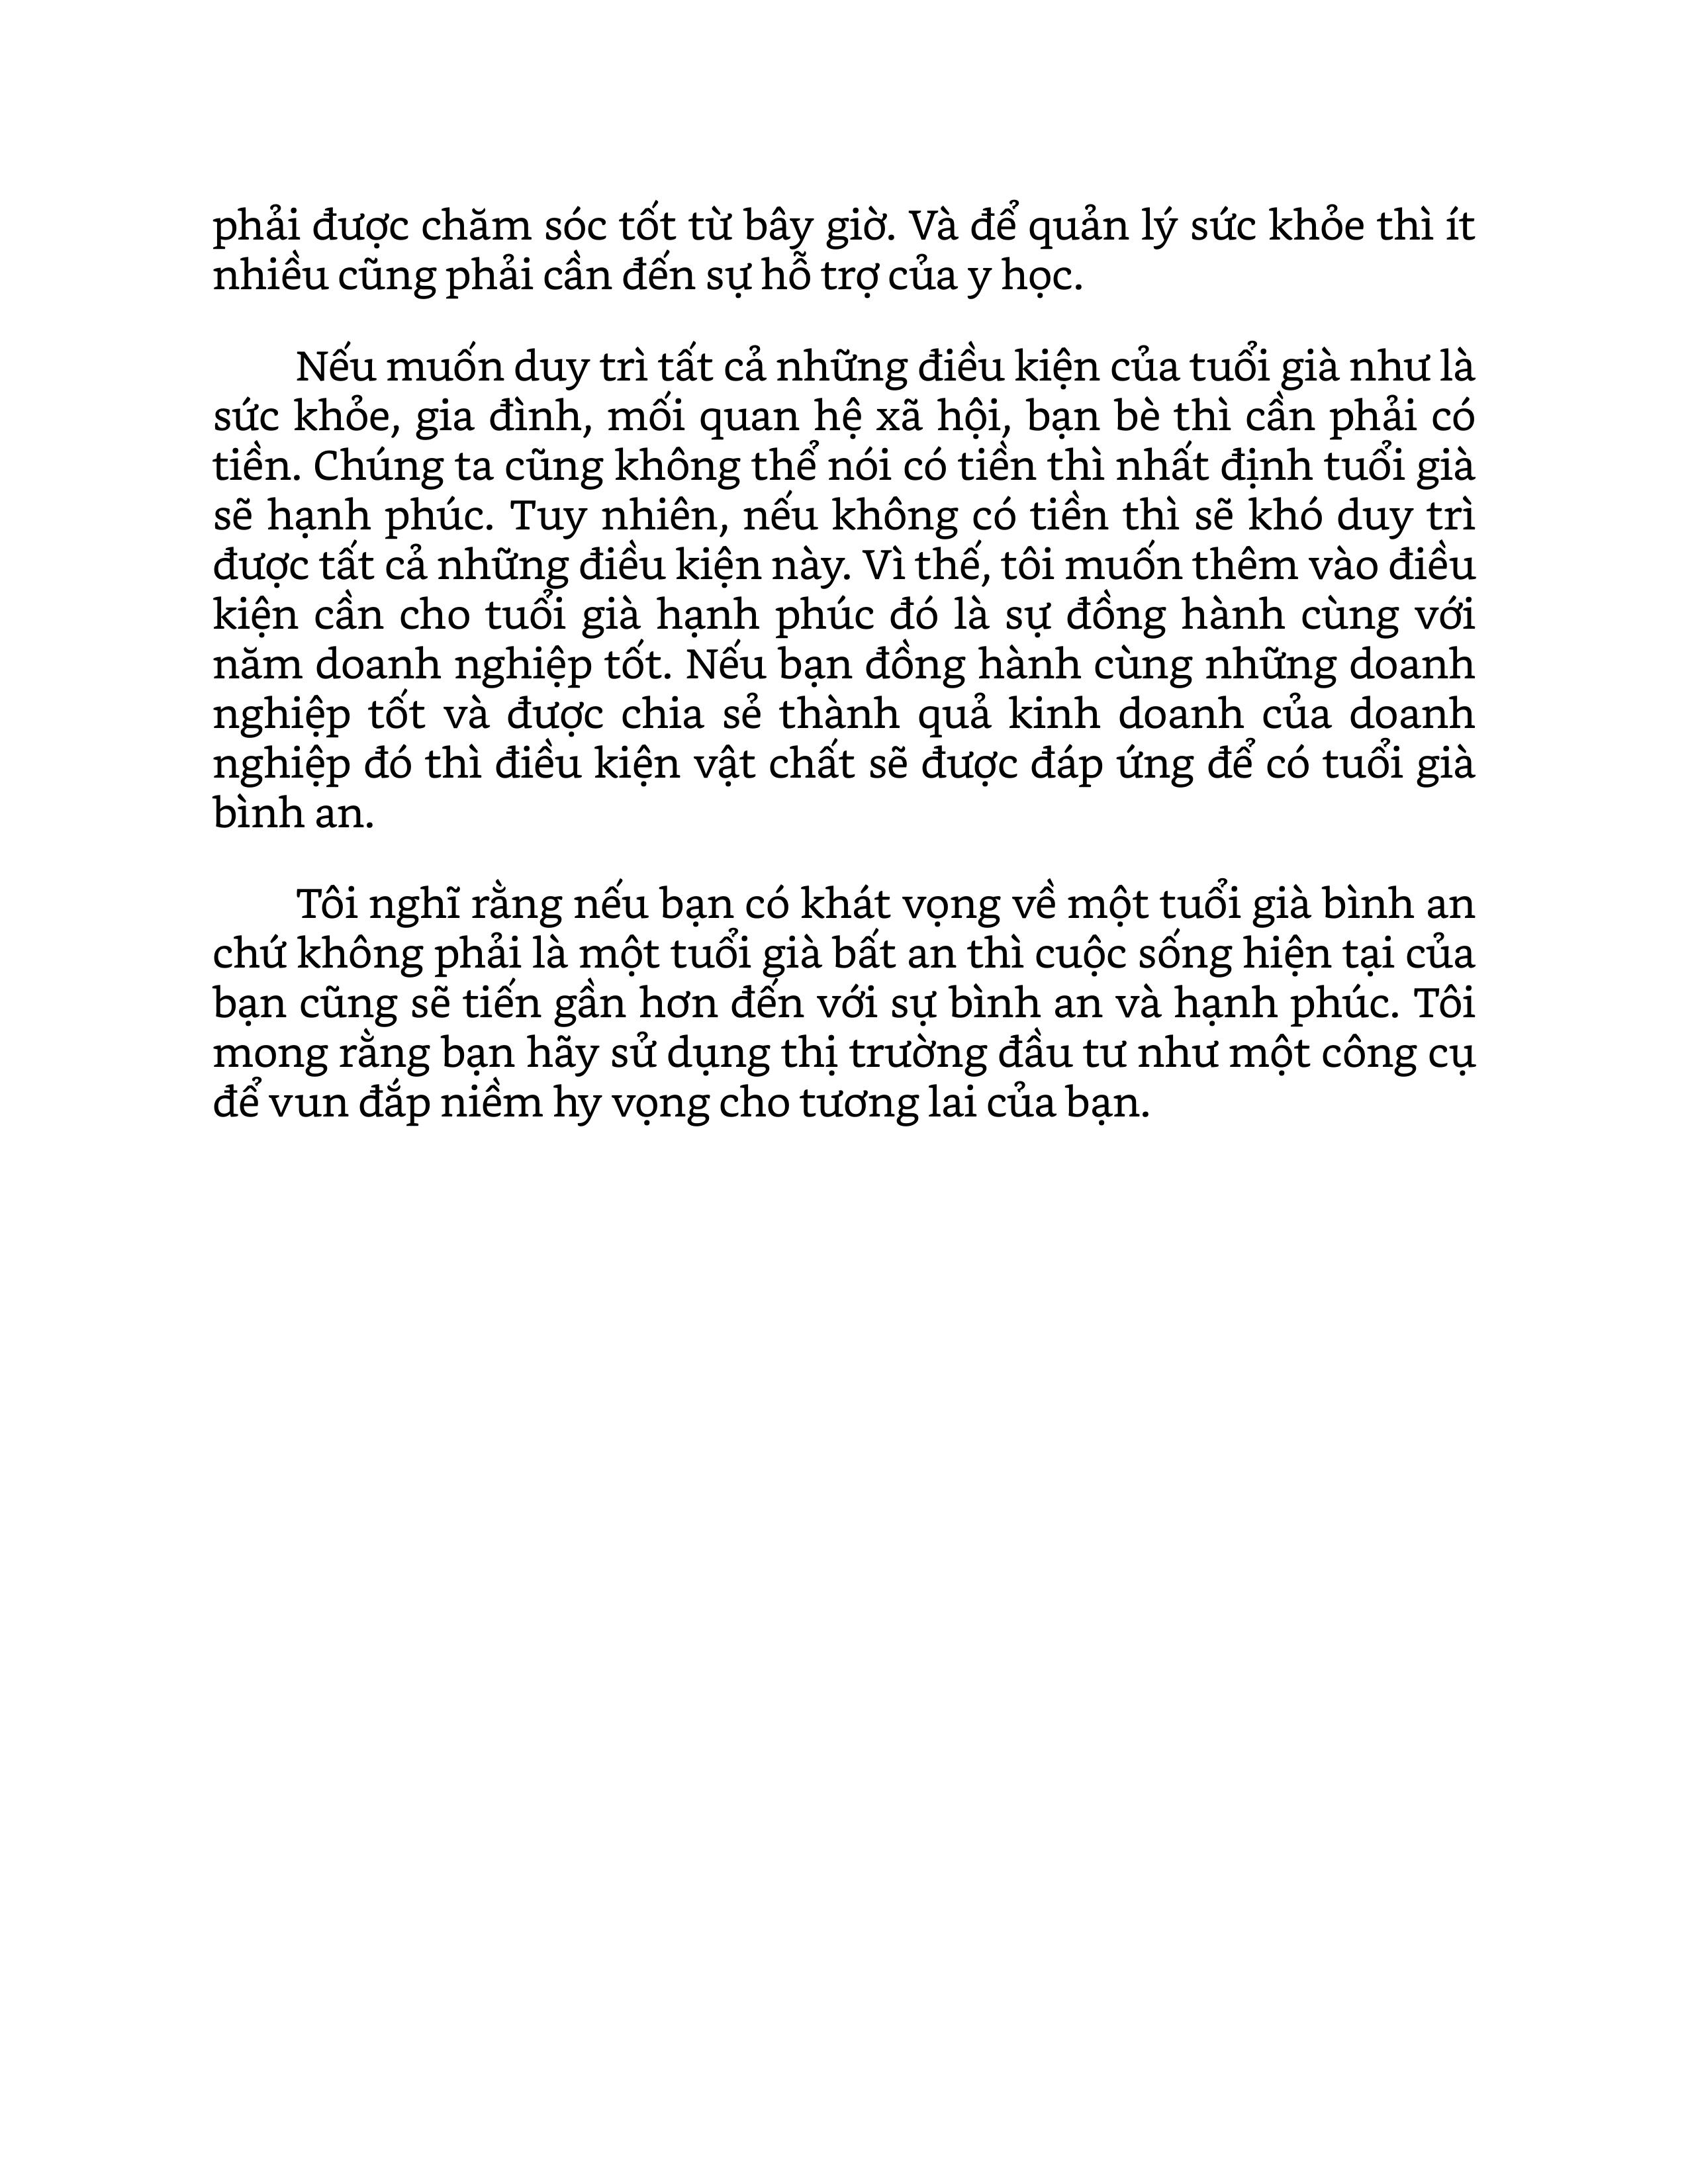 phải được chăm sóc tốt từ bây giờ. Và để quản lý sức khỏe thì ít
nhiều cũng phải cần đến sự hỗ trợ của y học.
Nếu muốn duy trì tất cả những điều kiện của tuổi già như là
sức khỏe, gia đình, mối quan hệ xã hội, bạn bè thì cần phải có
tiền. Chúng ta cũng không thể nói có tiền thì nhất định tuổi già
sẽ hạnh phúc. Tuy nhiên, nếu không có tiền thì sẽ khó duy trì
được tất cả những điều kiện này. Vì thế, tôi muốn thêm vào điều
kiện cần cho tuổi già hạnh phúc đó là sự đồng hành cùng với
năm doanh nghiệp tốt. Nếu bạn đồng hành cùng những doanh
nghiệp tốt và được chia sẻ thành quả kinh doanh của doanh
nghiệp đó thì điều kiện vật chất sẽ được đáp ứng để có tuổi già
bình an.
Tôi nghĩ rằng nếu bạn có khát vọng về một tuổi già bình an
chứ không phải là một tuổi già bất an thì cuộc sống hiện tại của
bạn cũng sẽ tiến gần hơn đến với sự bình an và hạnh phúc. Tôi
mong rằng bạn hãy sử dụng thị trường đầu tư như một công cụ
để vun đắp niềm hy vọng cho tương lai của bạn.